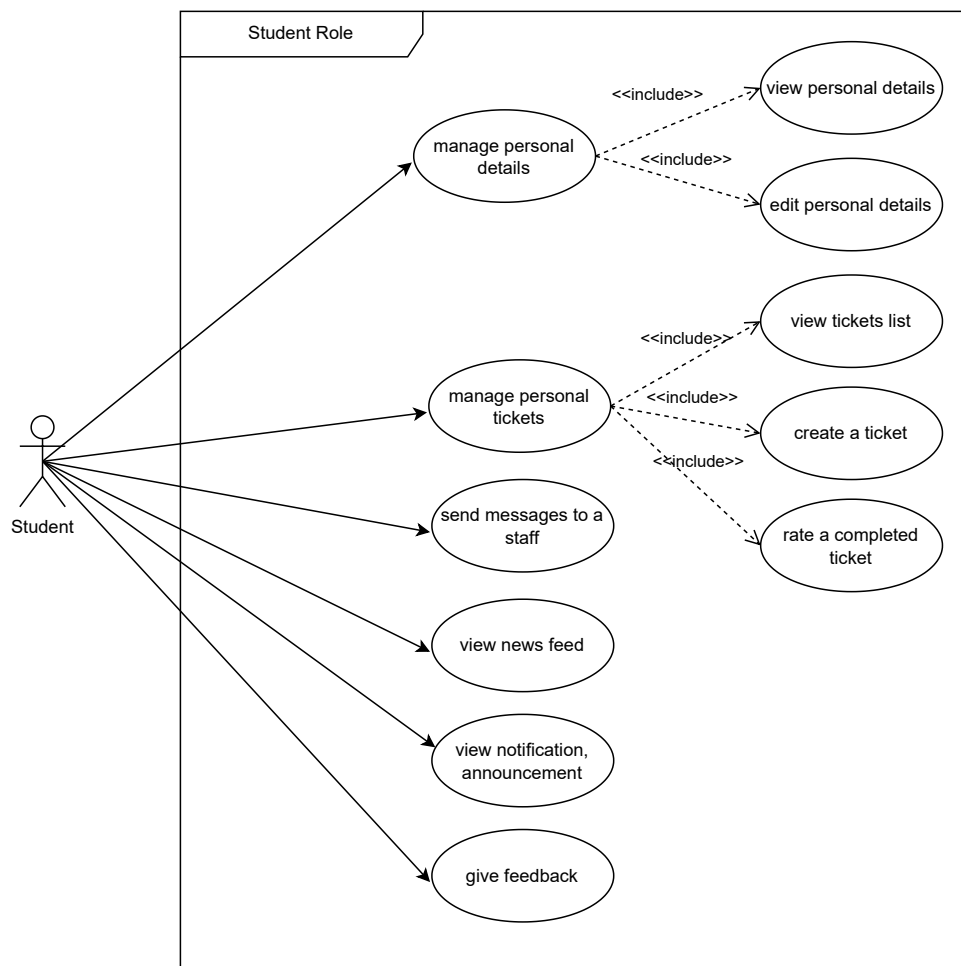 Student Role
<<include>>
view personal details
manage personal
details
<<include>>
edit personal details
view tickets list
<<include>>
manage personal
tickets
<<include>>
create a ticket
<<include>>
Student
send messages to a
staff
rate a completed
ticket
view news feed
view notification,
announcement
give feedback